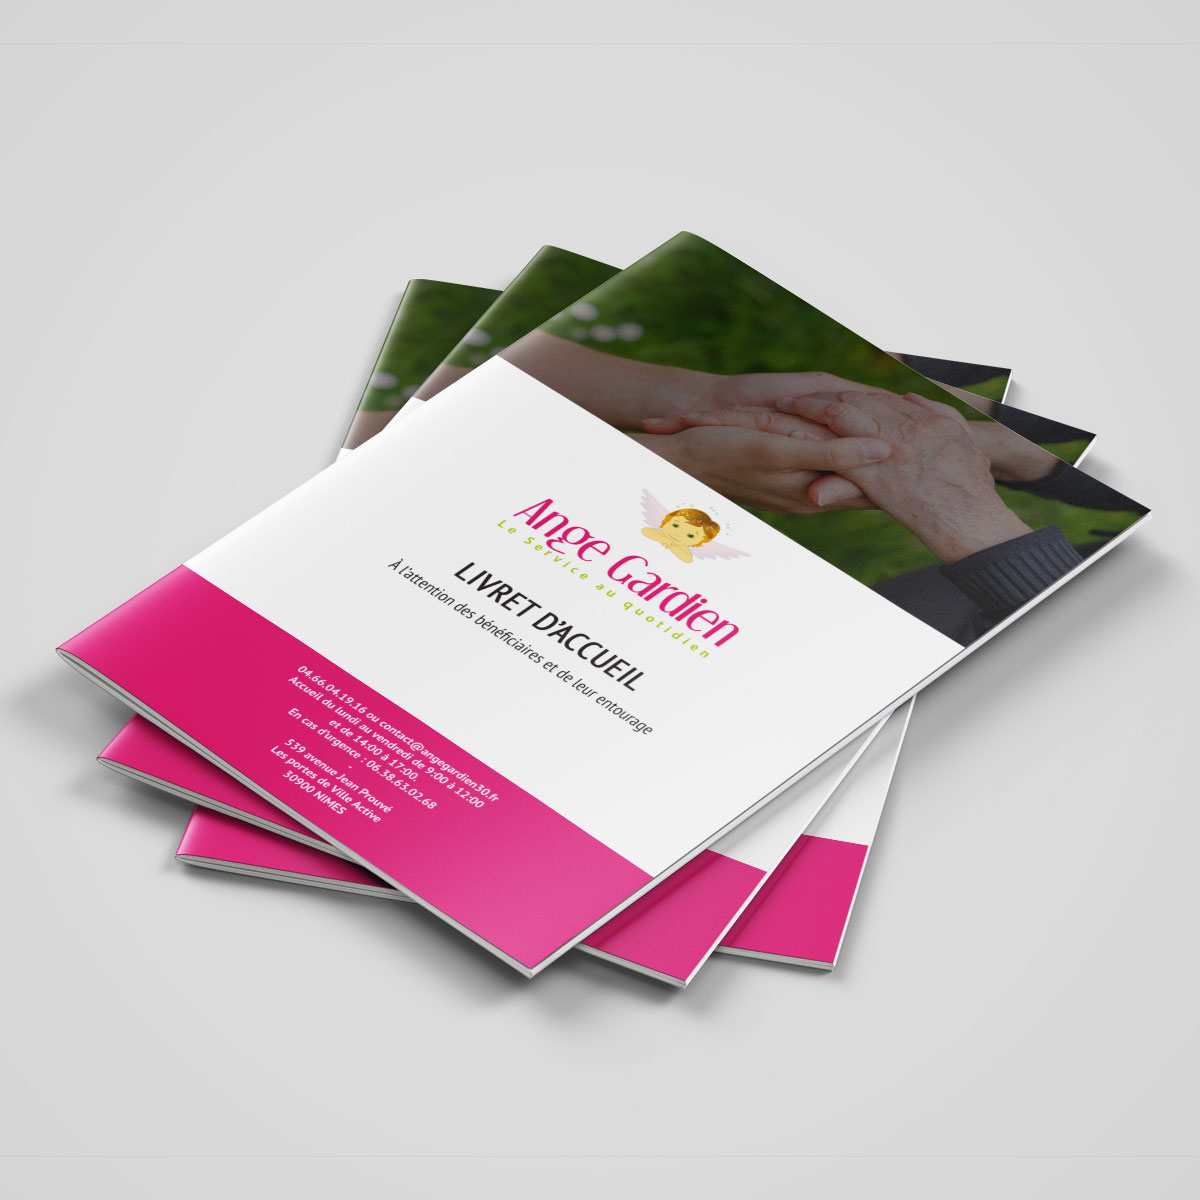 Ange Gardien
Le Service au quotidien
LIVRET D'ACCUEIL
À l'attention des bénéficiaires et de leur entourage
04.66.04.19.16 ou contact@angegardien30.fr
Accueil du lundi au vendredi de 9:00 à 12:00
et de 14:00 à 17:00.
En cas d'urgence : 06.38.63.02.68
-
539 avenue Jean Prouvé
Les portes de Ville Active
30900 NIMES